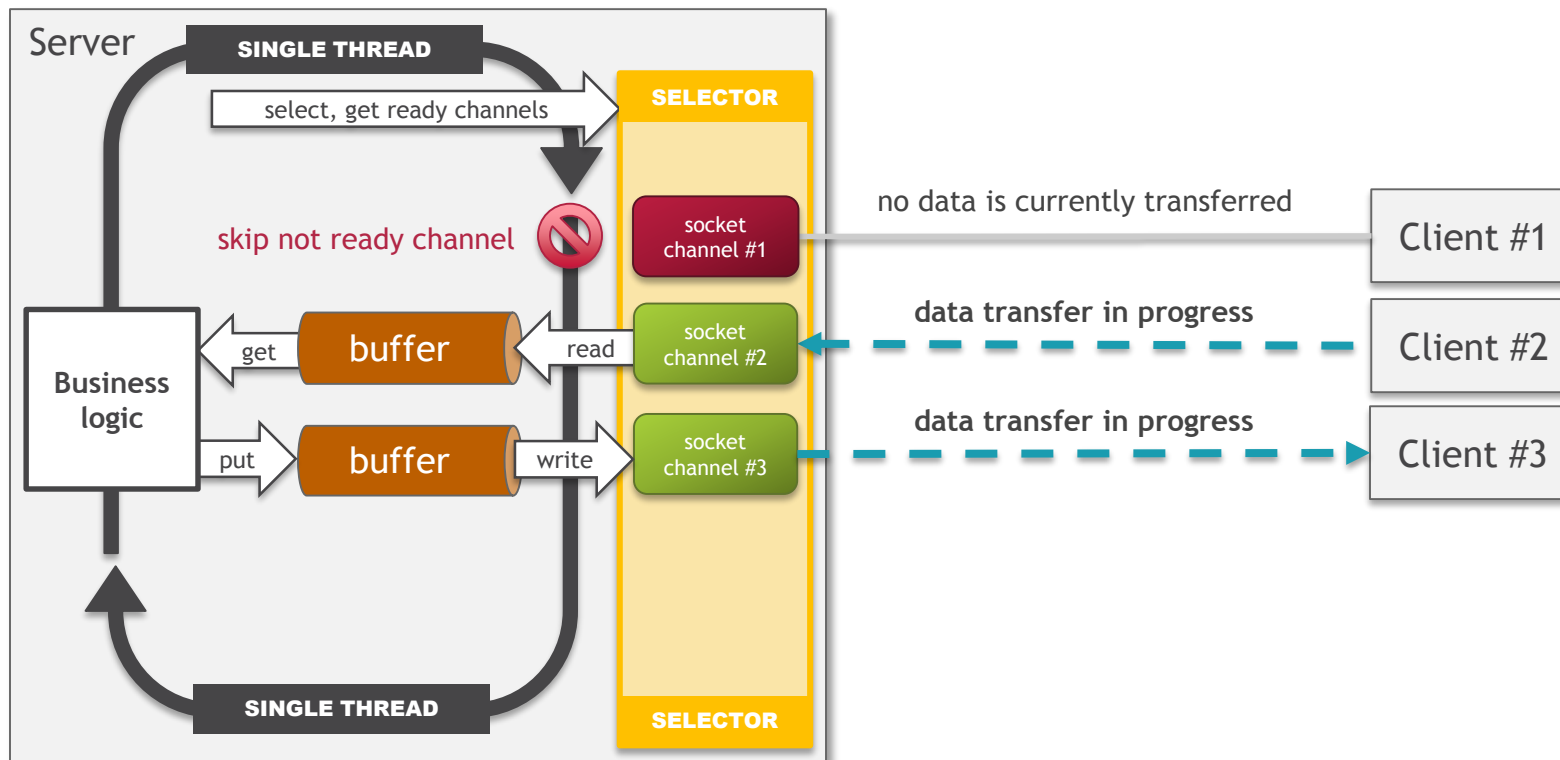 Server
SINGLE THREAD
select, get ready channels
SELECTOR
skip not ready channel
socket
channel #1
no data is currently transferred
Client #1
Business
logic
get
buffer
read
socket
channel #2
data transfer in progress
Client #2
put
buffer
write
socket
channel #3
data transfer in progress
Client #3
SINGLE THREAD
SELECTOR